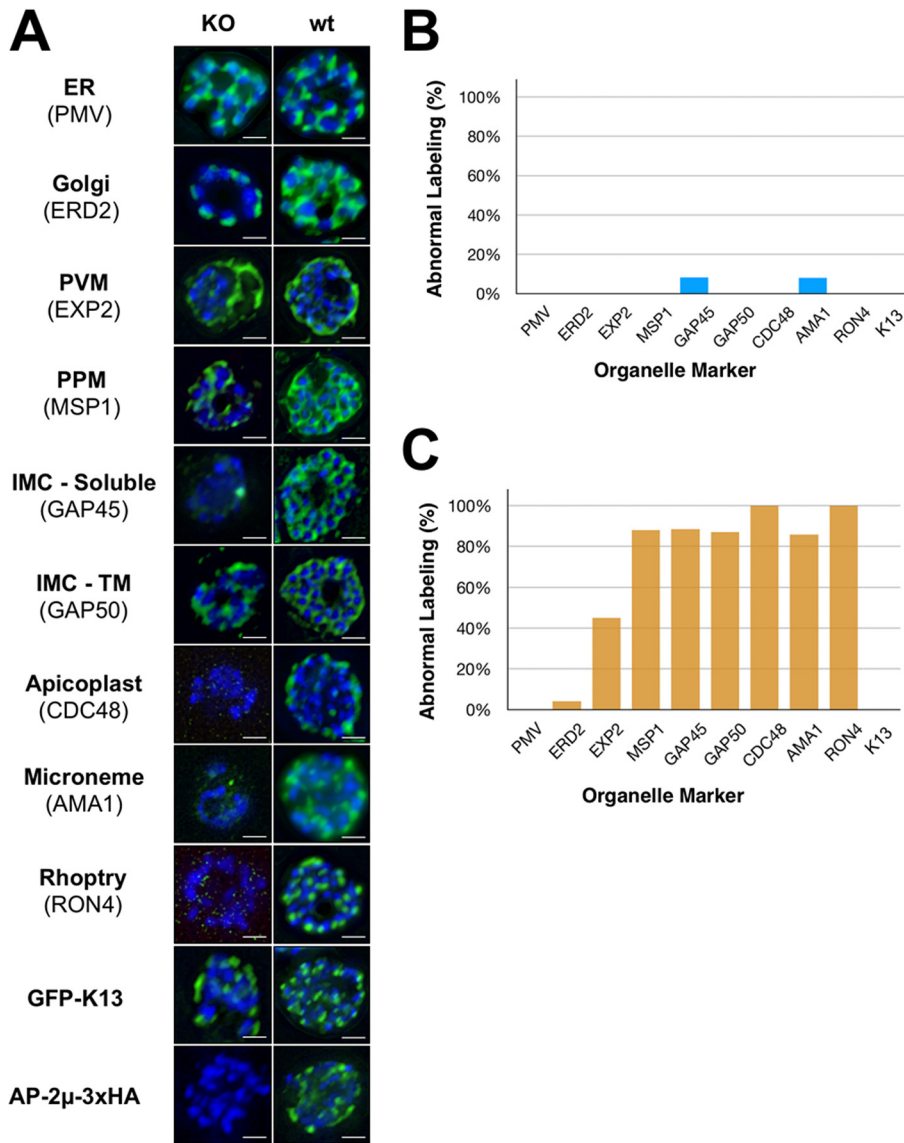 A
KO wt
ER
(PMV)
Golgi
(ERD2)
PVM
(EXP2)
PPM
(MSP1)
IMC - Soluble
(GAP45)
IMC - TM
(GAP50)
Apicoplast
(CDC48)
Microneme
(AMA1)
Rhoptry
(RON4)
GFP-K13
AP-2µ-3xHA
B
Abnormal Labeling (%)
100%
80%
60%
40%
20%
0%
PMV ERD2 EXP2 MSP1 GAP45 GAP50 CDC48 AMA1 RON4 K13
Organelle Marker
C
Abnormal Labeling (%)
100%
80%
60%
40%
20%
0%
PMV ERD2 EXP2 MSP1 GAP45 GAP50 CDC48 AMA1 RON4 K13
Organelle Marker